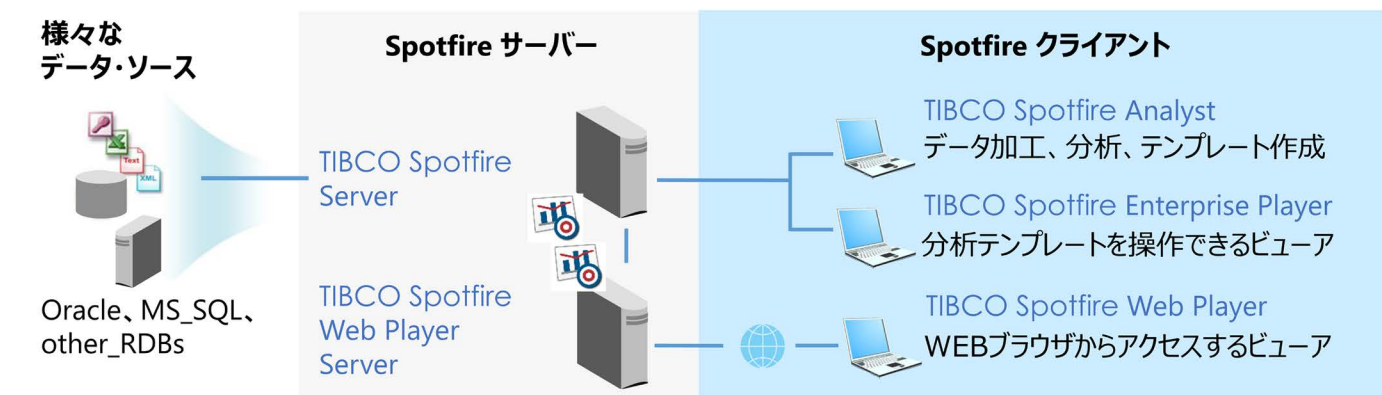 様々な
データ・ソース
Text
XML
Oracle、MS_SQL、
other_RDBs
Spotfire サーバー
TIBCO Spotfire
Server
TIBCO Spotfire
Web Player
Server
Spotfire クライアント
TIBCO Spotfire Analyst
データ加工、分析、テンプレート作成
TIBCO Spotfire Enterprise Player
分析テンプレートを操作できるビューア
TIBCO Spotfire Web Player
WEBブラウザからアクセスするビューア